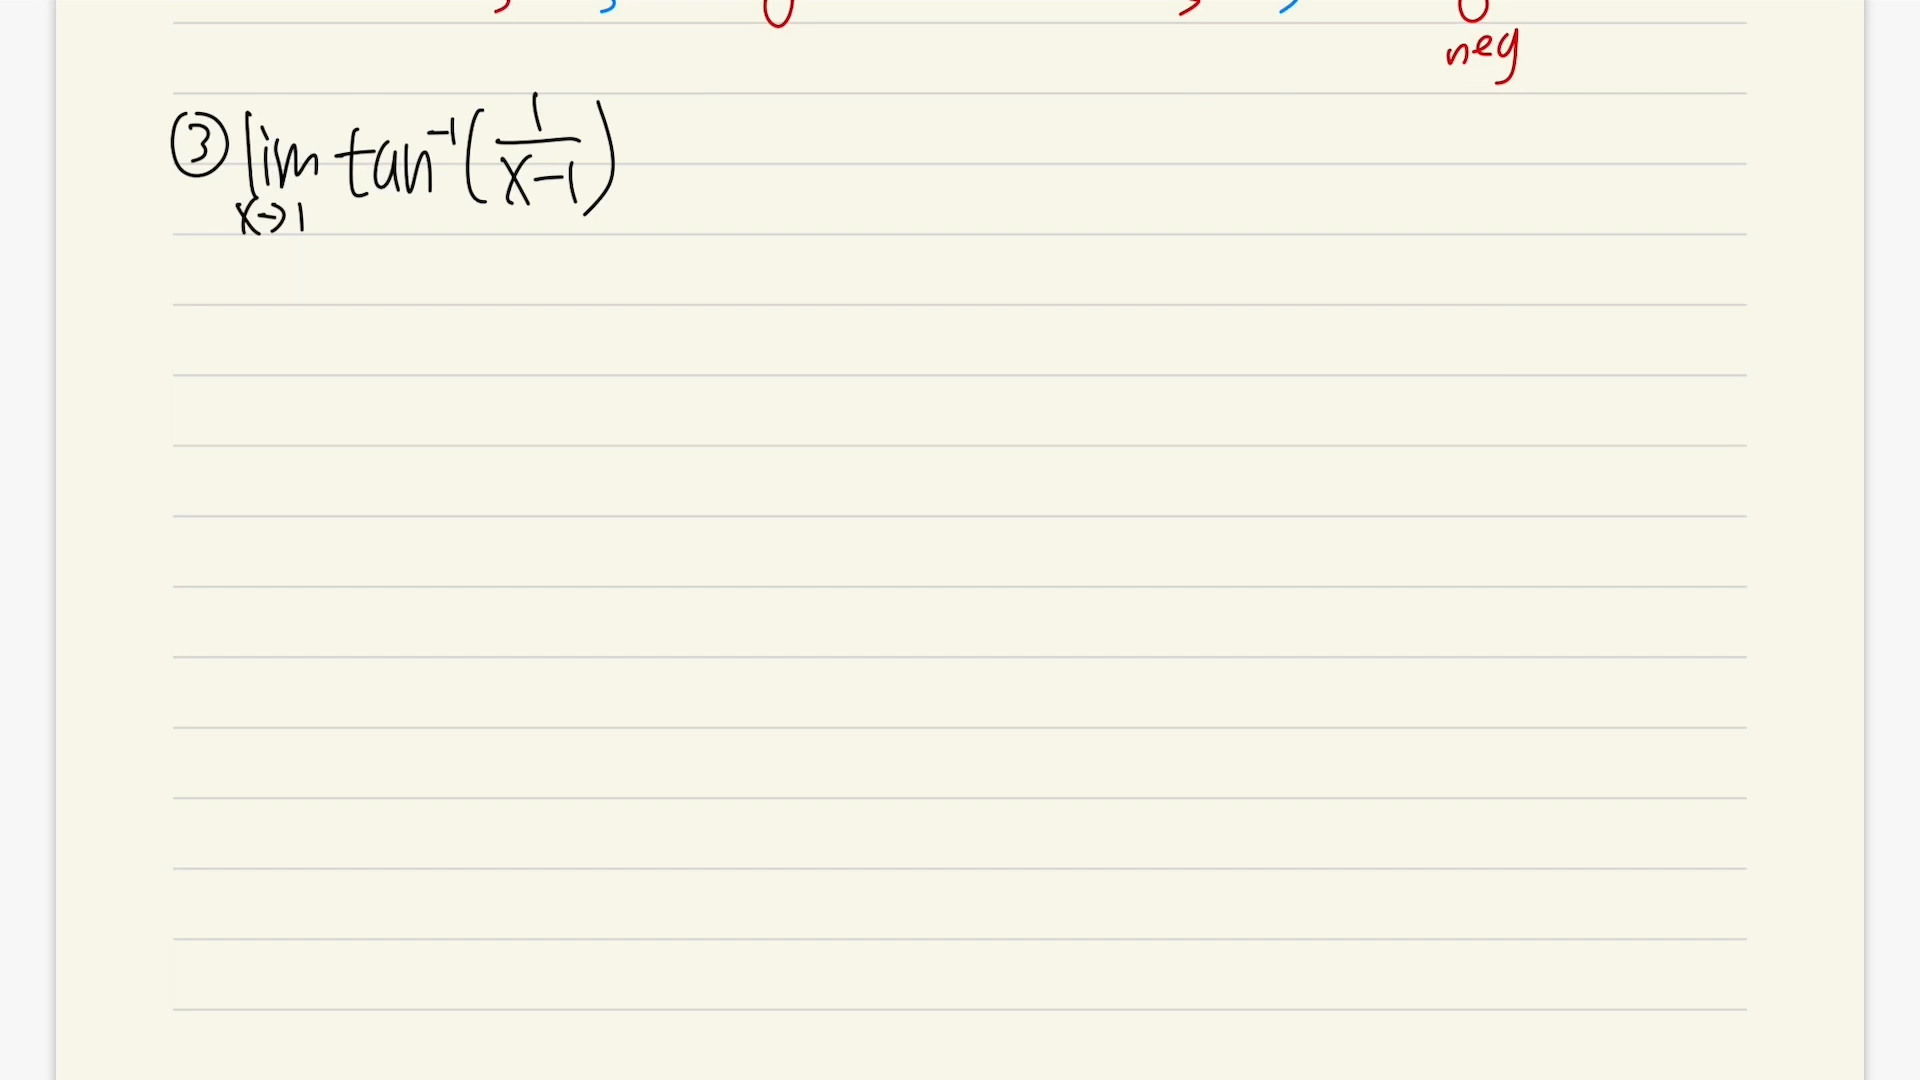 neg
③ lim tan⁻¹(1/(x-1))
x→1